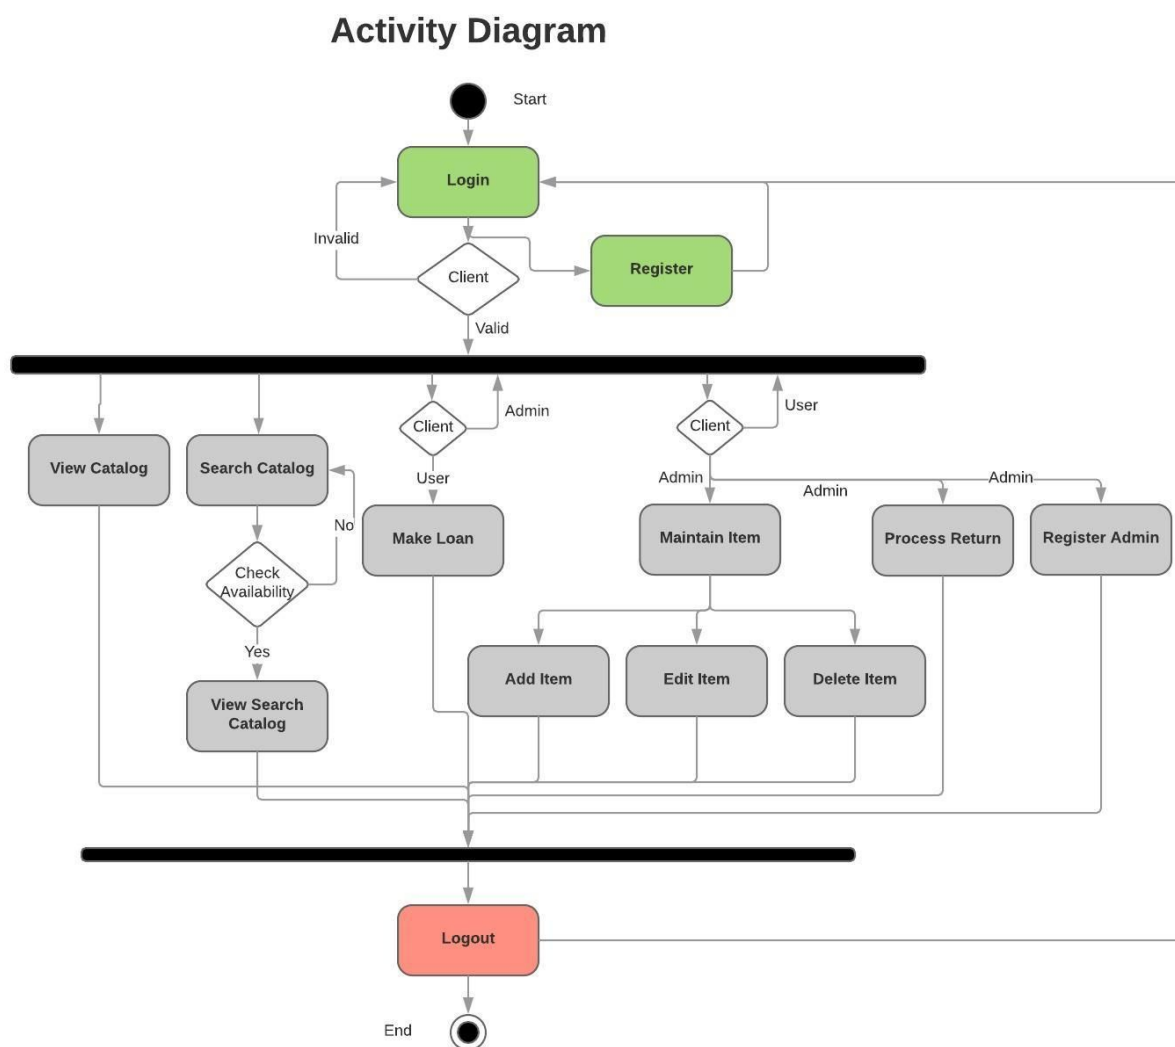 Activity Diagram
Start
Login
Invalid
Register
Client
Valid
Client
Admin
Client
User
View Catalog
Search Catalog
User
Admin
Admin
Admin
No
Make Loan
Maintain Item
Process Return
Register Admin
Check
Availability
Yes
Add Item
Edit Item
Delete Item
View Search
Catalog
Logout
End